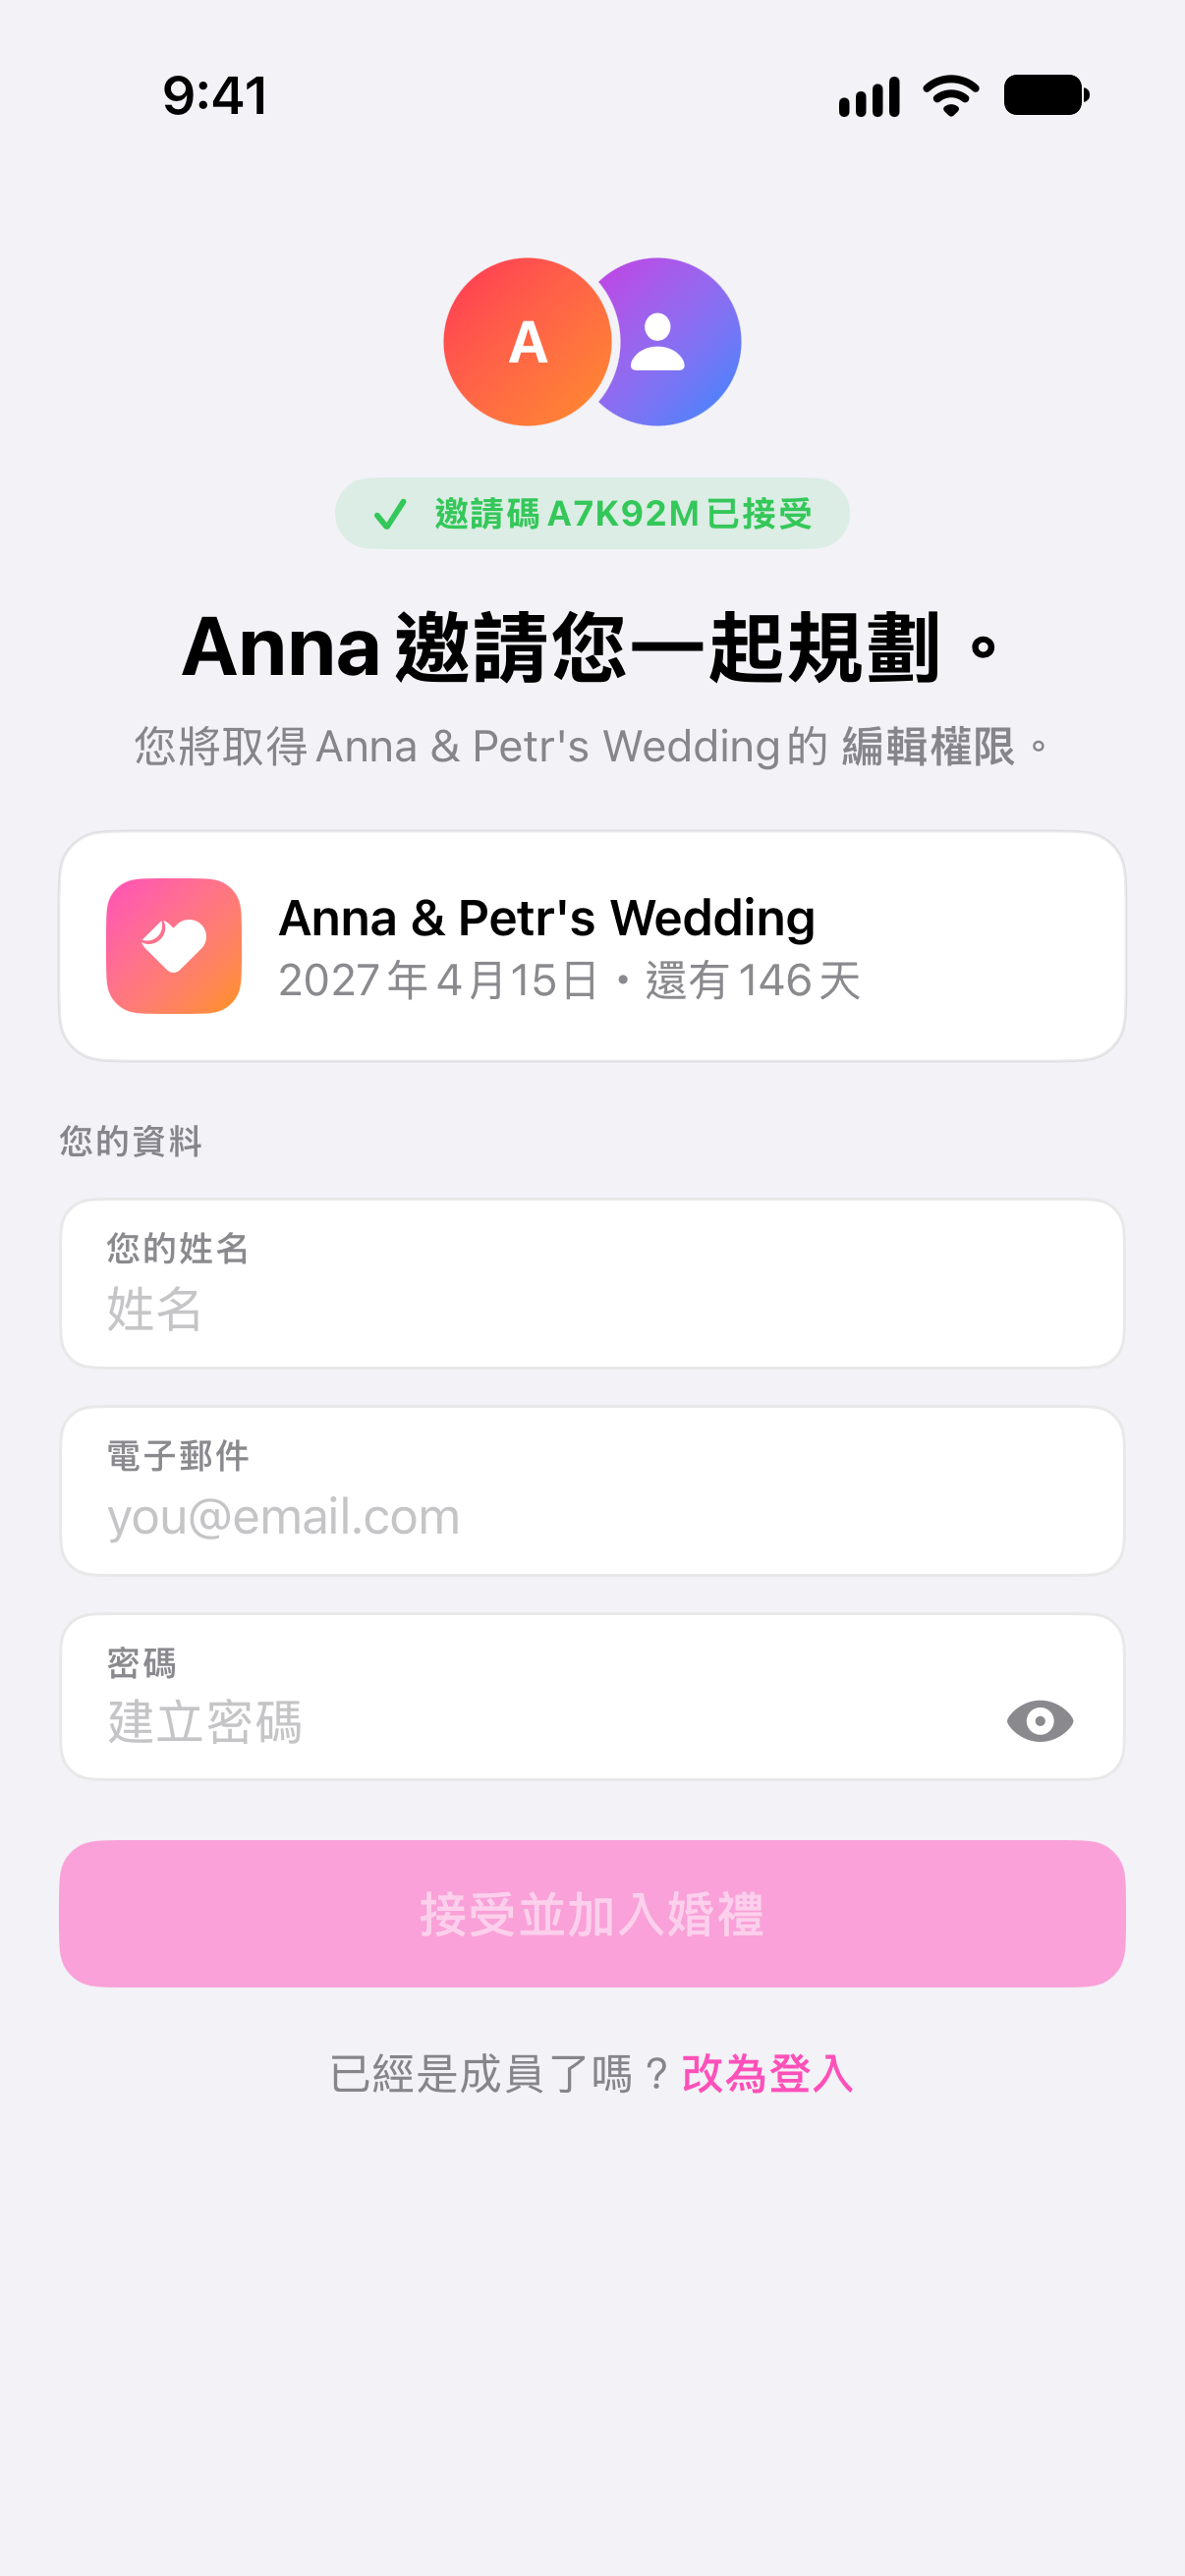 9:41
A
邀請碼 A7K92M 已接受
Anna 邀請您一起規劃。
您將取得 Anna & Petr's Wedding 的 編輯權限。
Anna & Petr's Wedding
2027 年 4 月 15 日・還有 146 天
您的資料
您的姓名
姓名
電子郵件
you@email.com
密碼
建立密碼
接受並加入婚禮
已經是成員了嗎？改為登入